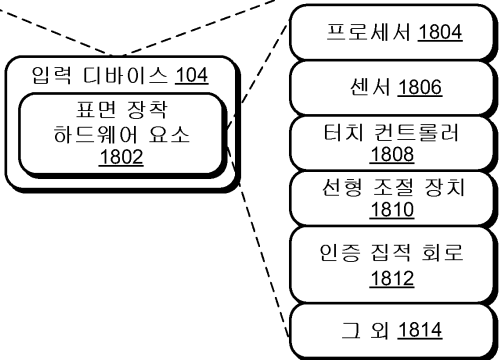 입력 디바이스 104
표면 장착
하드웨어 요소
1802
프로세서 1804
센서 1806
터치 컨트롤러
1808
선형 조절 장치
1810
인증 집적 회로
1812
그 외 1814